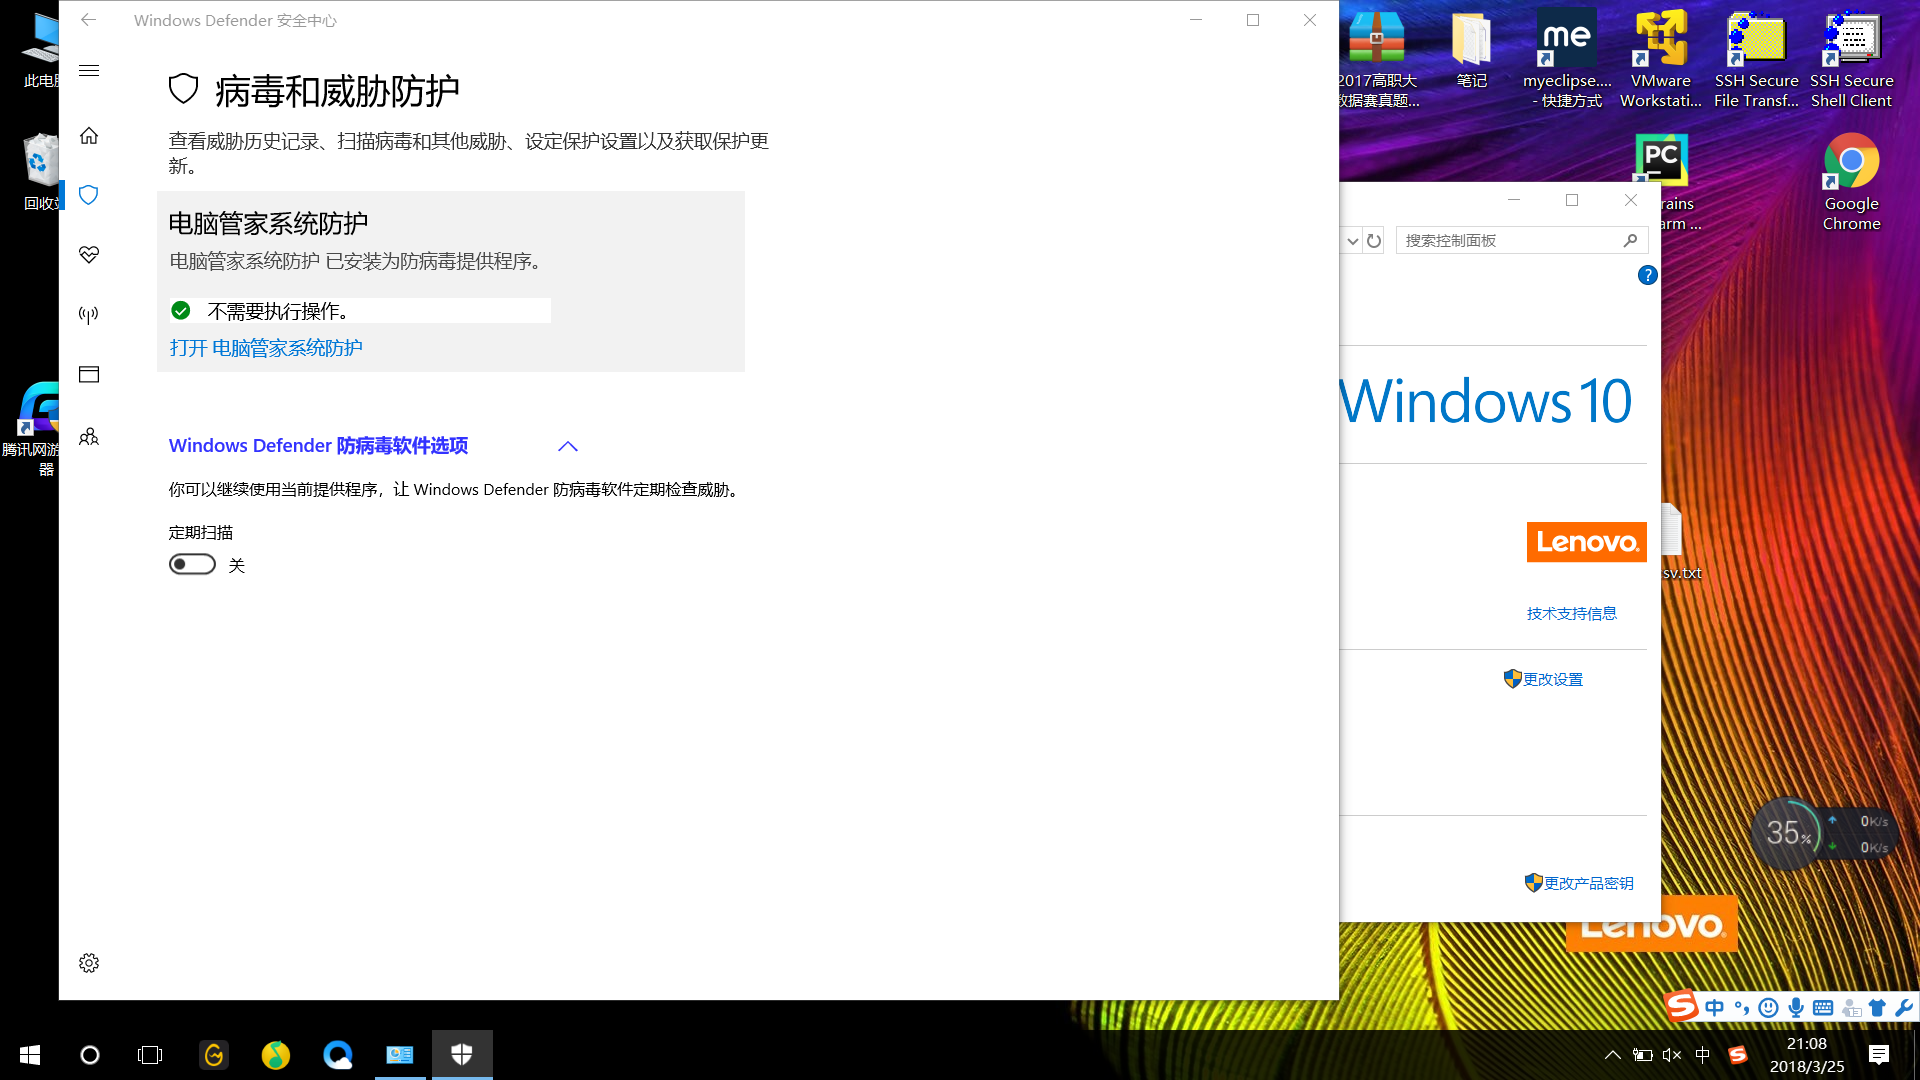 Windows Defender 安全中心
病毒和威胁防护
查看威胁历史记录、扫描病毒和其他威胁、设定保护设置以及获取保护更
新。
电脑管家系统防护
电脑管家系统防护 已安装为防病毒提供程序。
不需要执行操作。
打开 电脑管家系统防护
Windows Defender 防病毒软件选项
你可以继续使用当前提供程序，让 Windows Defender 防病毒软件定期检查威胁。
定期扫描
关
此电脑
回收站
腾讯网游
器
2017高职大
数据赛真题...
笔记
myeclipse....
- 快捷方式
VMware
Workstati...
SSH Secure
File Transf...
SSH Secure
Shell Client
me
PC
rains
arm ...
Google
Chrome
搜索控制面板
?
Windows 10
Lenovo.
sv.txt
技术支持信息
更改设置
更改产品密钥
35%
0K/s
0K/s
Lenovo.
S 中
中 S
21:08
2018/3/25